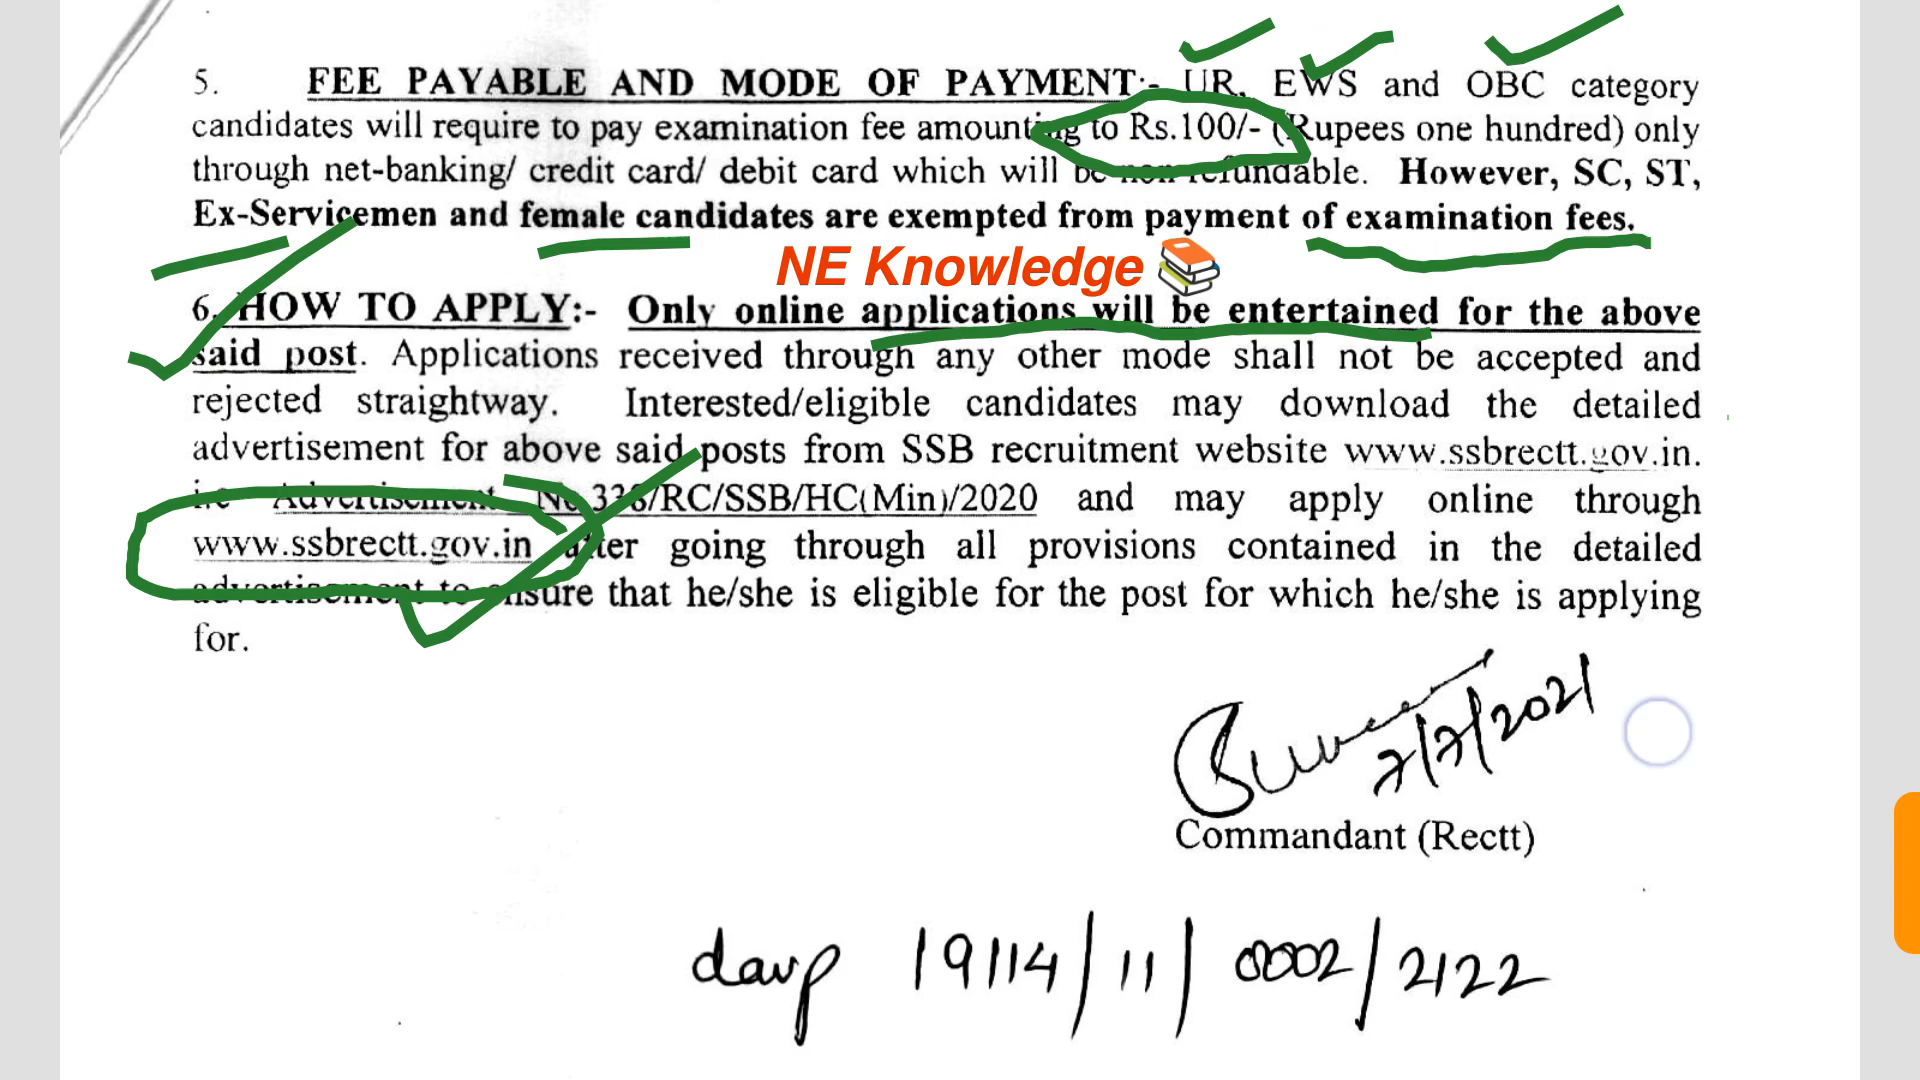 5. FEE PAYABLE AND MODE OF PAYMENT:- UR, EWS and OBC category
candidates will require to pay examination fee amounting to Rs.100/- (Rupees one hundred) only
through net-banking/ credit card/ debit card which will be non refundable. However, SC, ST,
Ex-Servicemen and female candidates are exempted from payment of examination fees.
NE Knowledge
6. HOW TO APPLY:- Only online applications will be entertained for the above
said post. Applications received through any other mode shall not be accepted and
rejected straightway. Interested/eligible candidates may download the detailed
advertisement for above said posts from SSB recruitment website www.ssbrectt.gov.in.
i.e Advertisement No.338/RC/SSB/HC(Min)/2020 and may apply online through
www.ssbrectt.gov.in after going through all provisions contained in the detailed
advertisement to ensure that he/she is eligible for the post for which he/she is applying
for.
7/7/2021
Commandant (Rectt)
davp 19114/11/0002/2122